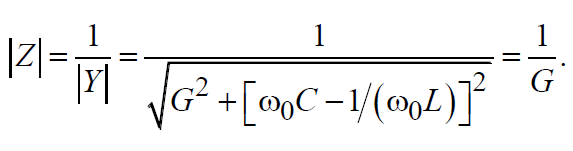 |Z| = 1/|Y| = 1/√(G² + [ω₀C − 1/(ω₀L)]²) = 1/G.